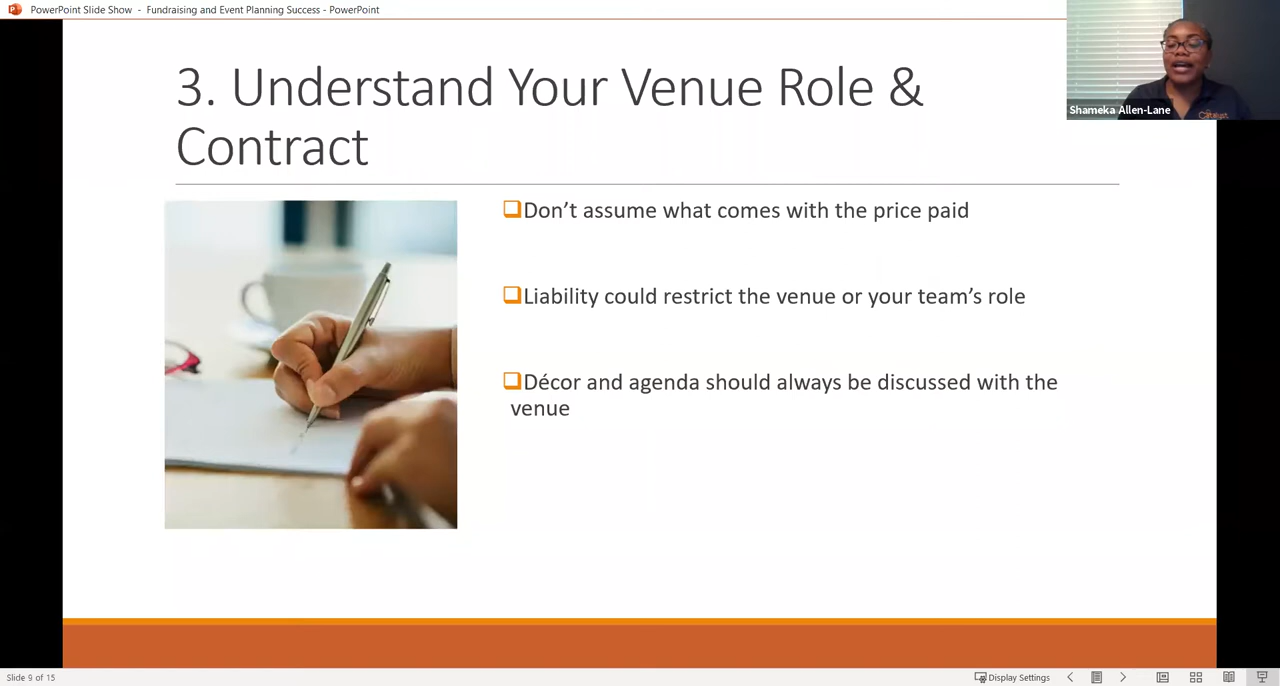 PowerPoint Slide Show - Fundraising and Event Planning Success - PowerPoint
Shameka Allen-Lane
3. Understand Your Venue Role &
Contract
Don’t assume what comes with the price paid
Liability could restrict the venue or your team’s role
Décor and agenda should always be discussed with the
venue
Slide 9 of 15
Display Settings